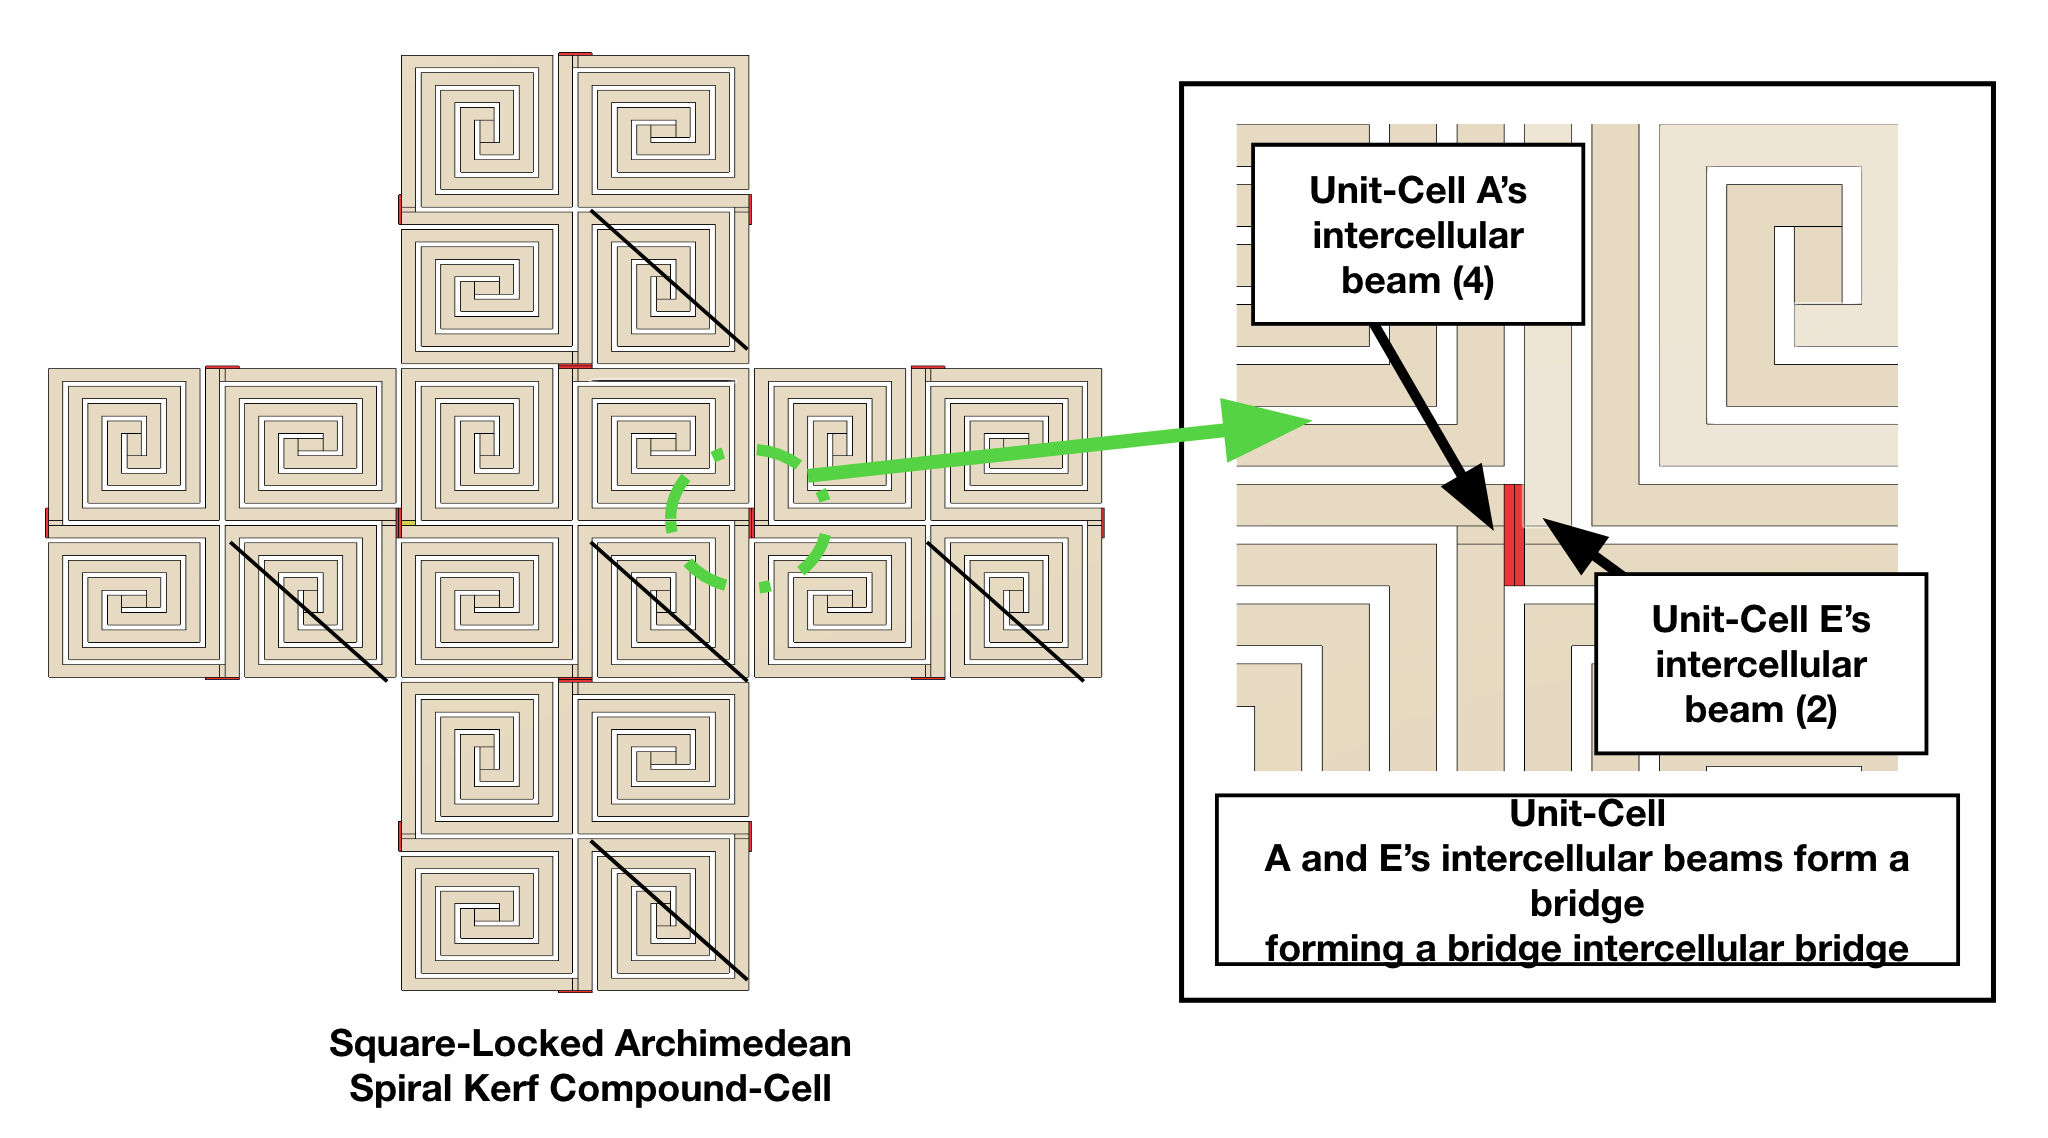 Unit-Cell A’s
intercellular
beam (4)
Unit-Cell E’s
intercellular
beam (2)
Unit-Cell
A and E’s intercellular beams form a
bridge
forming a bridge intercellular bridge
Square-Locked Archimedean
Spiral Kerf Compound-Cell